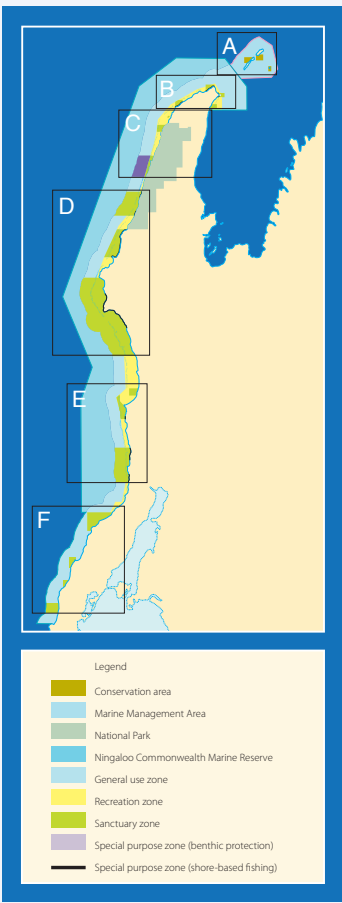 A
B
C
D
E
F
Legend
Conservation area
Marine Management Area
National Park
Ningaloo Commonwealth Marine Reserve
General use zone
Recreation zone
Sanctuary zone
Special purpose zone (benthic protection)
Special purpose zone (shore-based fishing)